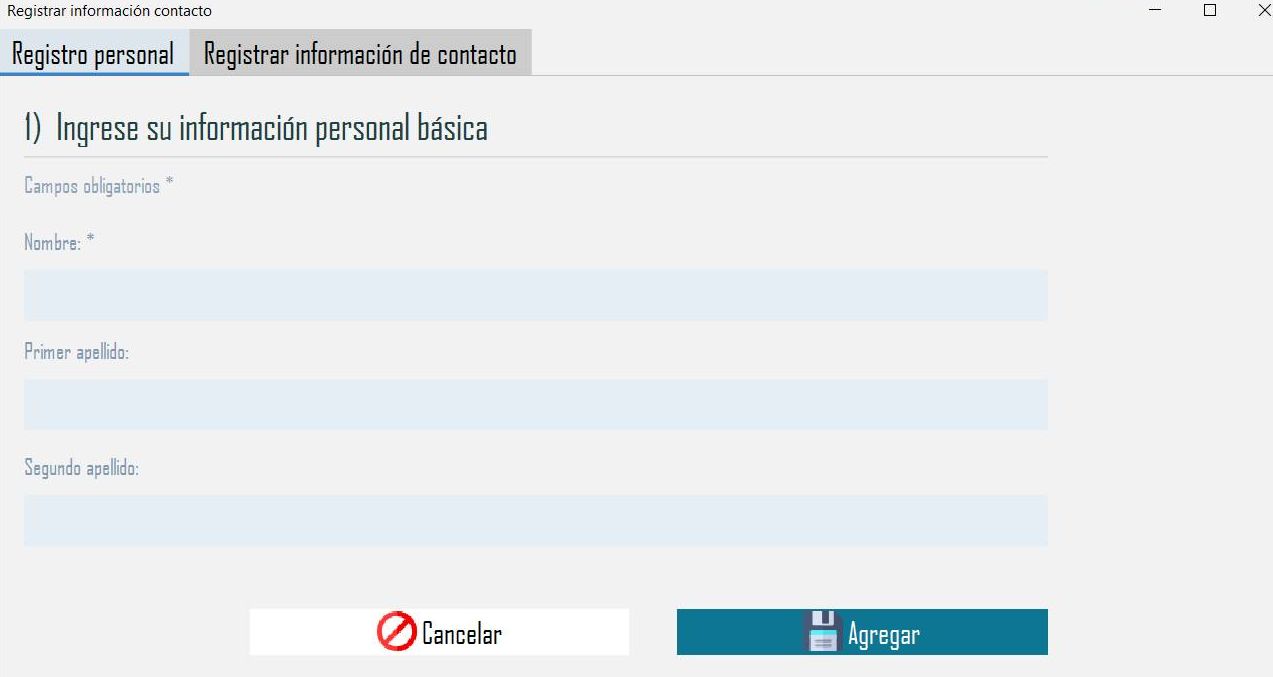 Registrar información contacto
Registro personal
Registrar información de contacto
1) Ingrese su información personal básica
Campos obligatorios *
Nombre: *
Primer apellido:
Segundo apellido:
Cancelar
Agregar